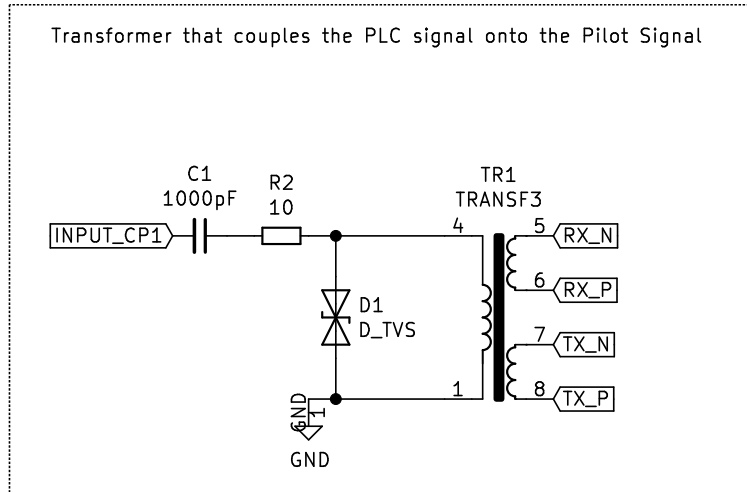 Transformer that couples the PLC signal onto the Pilot Signal
C1
1000pF
R2
10
TR1
TRANSF3
INPUT_CP1
4
5
RX_N
6
RX_P
D1
D_TVS
7
TX_N
1
8
TX_P
GND
1
GND